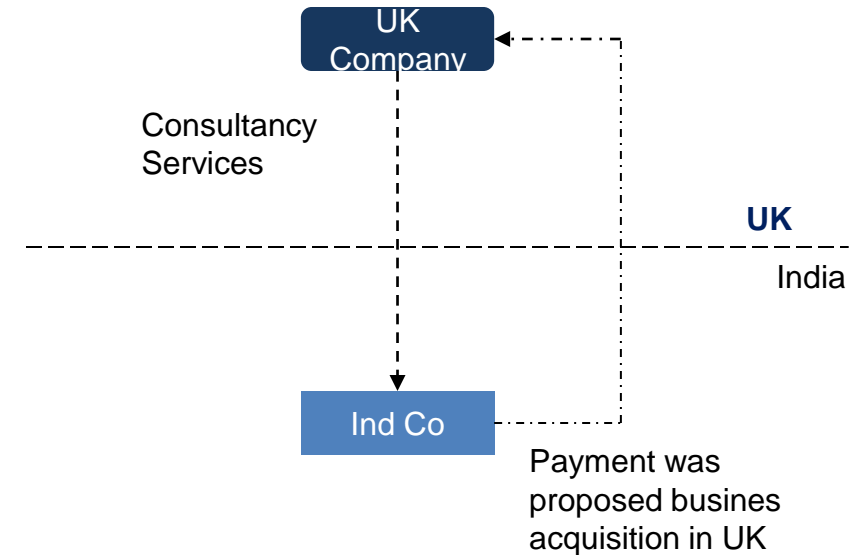 UK
Company
Consultancy
Services
UK
India
Ind Co
Payment was
proposed busines
acquisition in UK